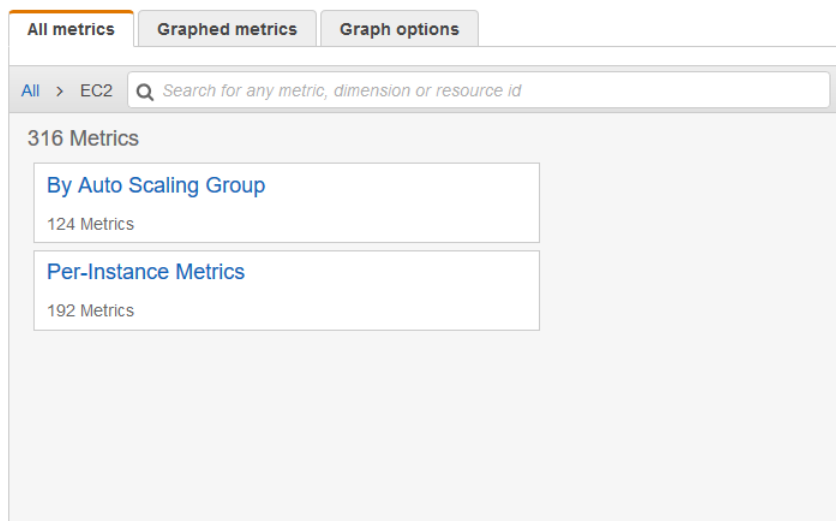 All metrics Graphed metrics Graph options
All > EC2 Search for any metric, dimension or resource id
316 Metrics
By Auto Scaling Group
124 Metrics
Per-Instance Metrics
192 Metrics